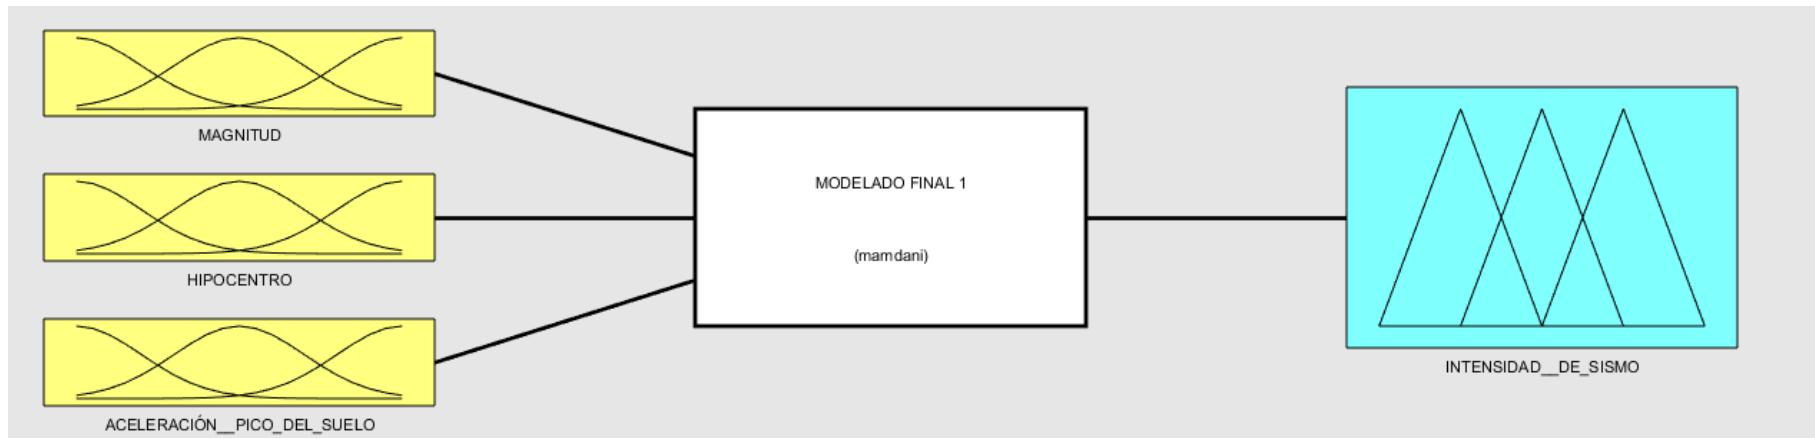 MAGNITUD
HIPOCENTRO
ACELERACIÓN__PICO_DEL_SUELO
MODELADO FINAL 1
(mamdani)
INTENSIDAD__DE_SISMO